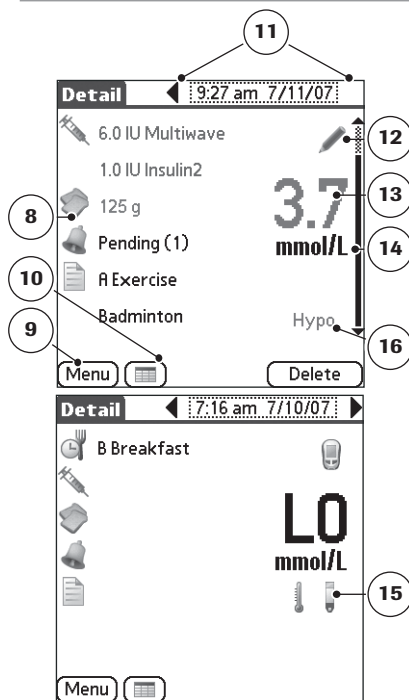 11
Detail 9:27 am 7/11/07
6.0 IU Multiwave
12
1.0 IU Insulin2
13
3.7
8
125 g
mmol/L
14
Pending (1)
10
A Exercise
9
Badminton
Hypo
16
Menu
Delete
Detail 7:16 am 7/10/07
B Breakfast
LO
mmol/L
15
Menu